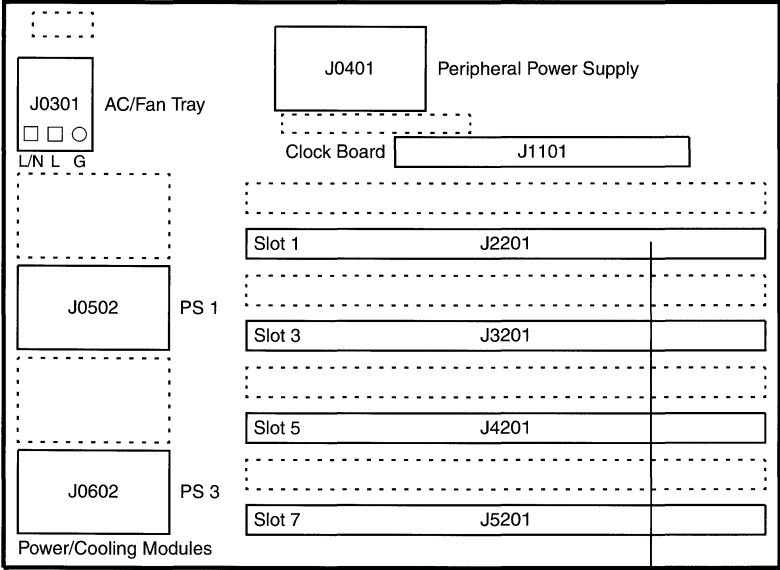 J0401
Peripheral Power Supply
J0301
AC/Fan Tray
L/N L G
Clock Board
J1101
Slot 1
J2201
J0502
PS 1
Slot 3
J3201
Slot 5
J4201
J0602
PS 3
Slot 7
J5201
Power/Cooling Modules